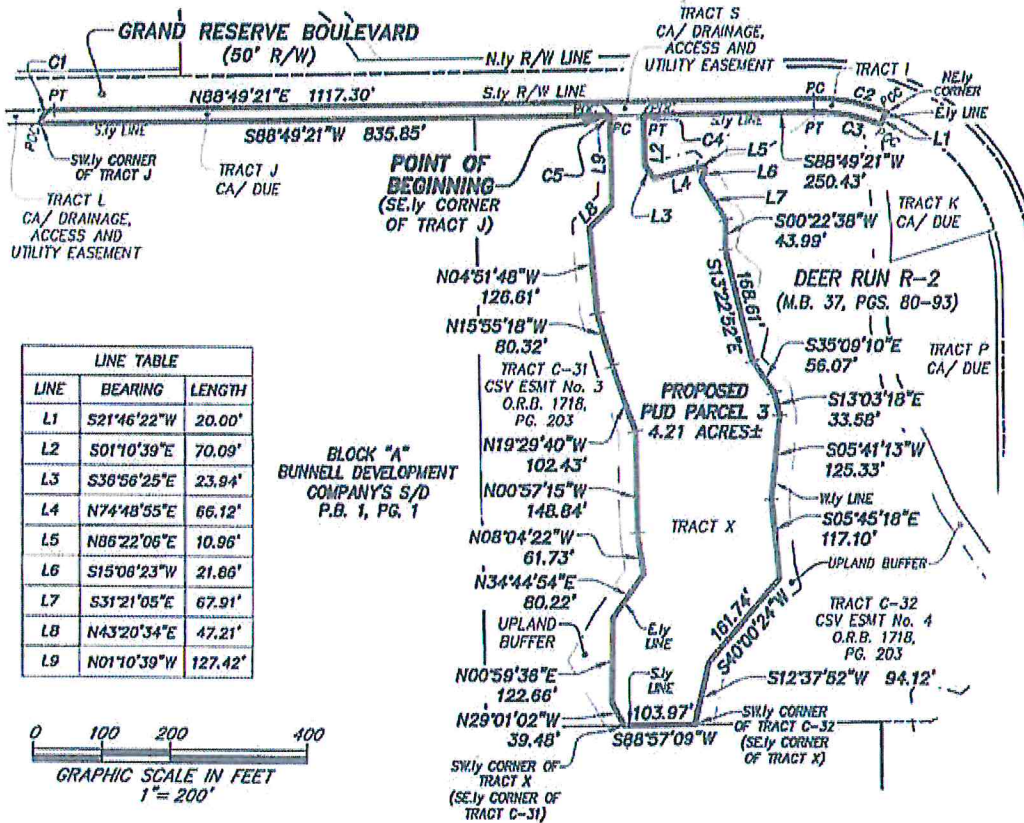 GRAND RESERVE BOULEVARD
(50' R/W)
N.ly R/W LINE
TRACT S
CA/ DRAINAGE,
ACCESS AND
UTILITY EASEMENT
TRACT I
NE.ly
CORNER
E.ly LINE
C1
PT
N88°49'21"E 1117.30'
S.ly R/W LINE
PC
C2
PCC
PCC
S.ly LINE
S88°49'21"W 835.85'
PC
PT
C4
S.ly LINE
PT
C3
PCC
L1
SW.ly CORNER
OF TRACT J
TRACT J
CA/ DUE
POINT OF
BEGINNING
(SE.ly CORNER
OF TRACT J)
C5
L9
L2
L5
L6
L4
L3
L7
L8
S88°49'21"W
250.43'
TRACT L
CA/ DRAINAGE,
ACCESS AND
UTILITY EASEMENT
TRACT K
CA/ DUE
S00°22'38"W
43.99'
N04°51'48"W
126.61'
S13°22'52"E
168.61'
DEER RUN R-2
(M.B. 37, PGS. 80-93)
N15°55'18"W
80.32'
S35°09'10"E
56.07'
TRACT P
CA/ DUE
TRACT C-31
CSV ESMT No. 3
O.R.B. 1718,
PG. 203
PROPOSED
PUD PARCEL 3
4.21 ACRES±
S13°03'18"E
33.58'
N19°29'40"W
102.43'
S05°41'13"W
125.33'
BLOCK "A"
BUNNELL DEVELOPMENT
COMPANY'S S/D
P.B. 1, PG. 1
N00°57'15"W
148.84'
W.ly LINE
S05°45'18"E
117.10'
TRACT X
N08°04'22"W
61.73'
UPLAND BUFFER
N34°44'54"E
80.22'
161.74'
S40°00'24"W
TRACT C-32
CSV ESMT No. 4
O.R.B. 1718,
PG. 203
UPLAND
BUFFER
E.ly
LINE
N00°59'36"E
122.66'
S.ly
LINE
S12°37'52"W 94.12'
N29°01'02"W
39.48'
103.97'
S88°57'09"W
SW.ly CORNER
OF TRACT C-32
(SE.ly CORNER
OF TRACT X)
SW.ly CORNER OF
TRACT X
(SE.ly CORNER OF
TRACT C-31)
LINE TABLE
LINE BEARING LENGTH
L1 S21°46'22"W 20.00'
L2 S01°10'39"E 70.09'
L3 S36°56'25"E 23.94'
L4 N74°48'55"E 66.12'
L5 N86°22'06"E 10.96'
L6 S15°06'23"W 21.86'
L7 S31°21'05"E 67.91'
L8 N43°20'34"E 47.21'
L9 N01°10'39"W 127.42'
0 100 200 400
GRAPHIC SCALE IN FEET
1"= 200'